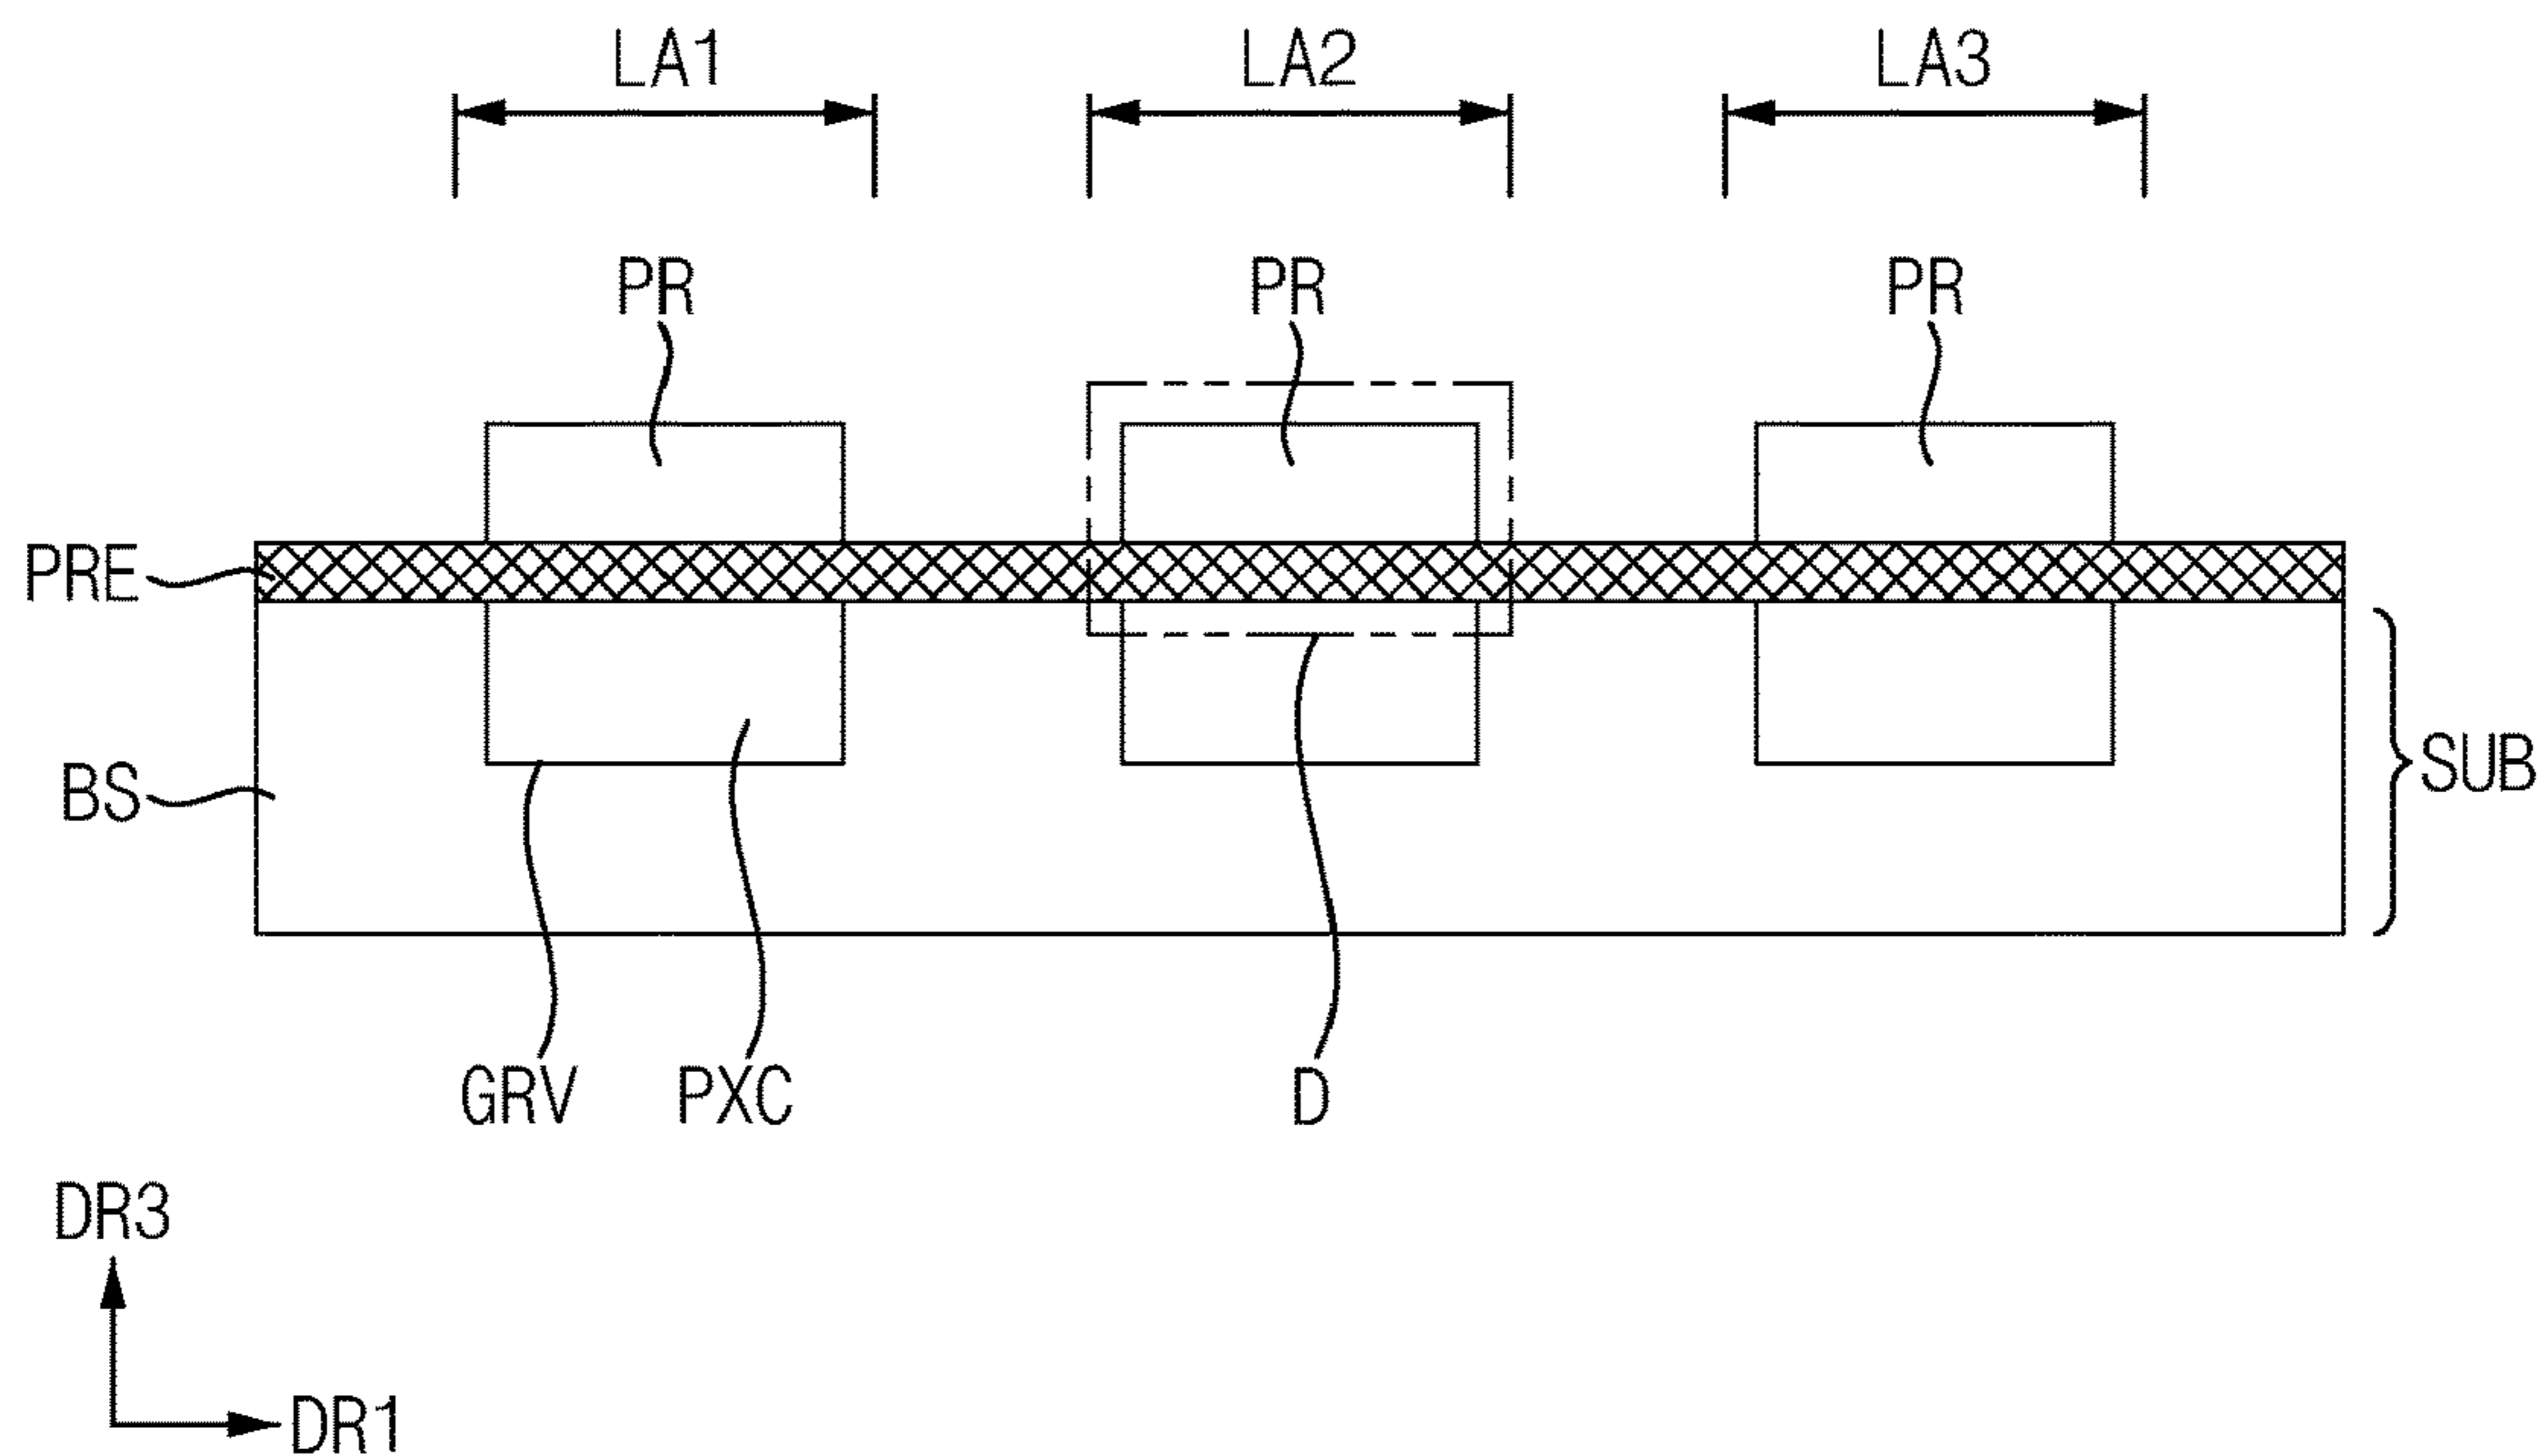 LA1 LA2 LA3
PR PR PR
PRE
BS SUB
GRV PXC D
DR3
DR1